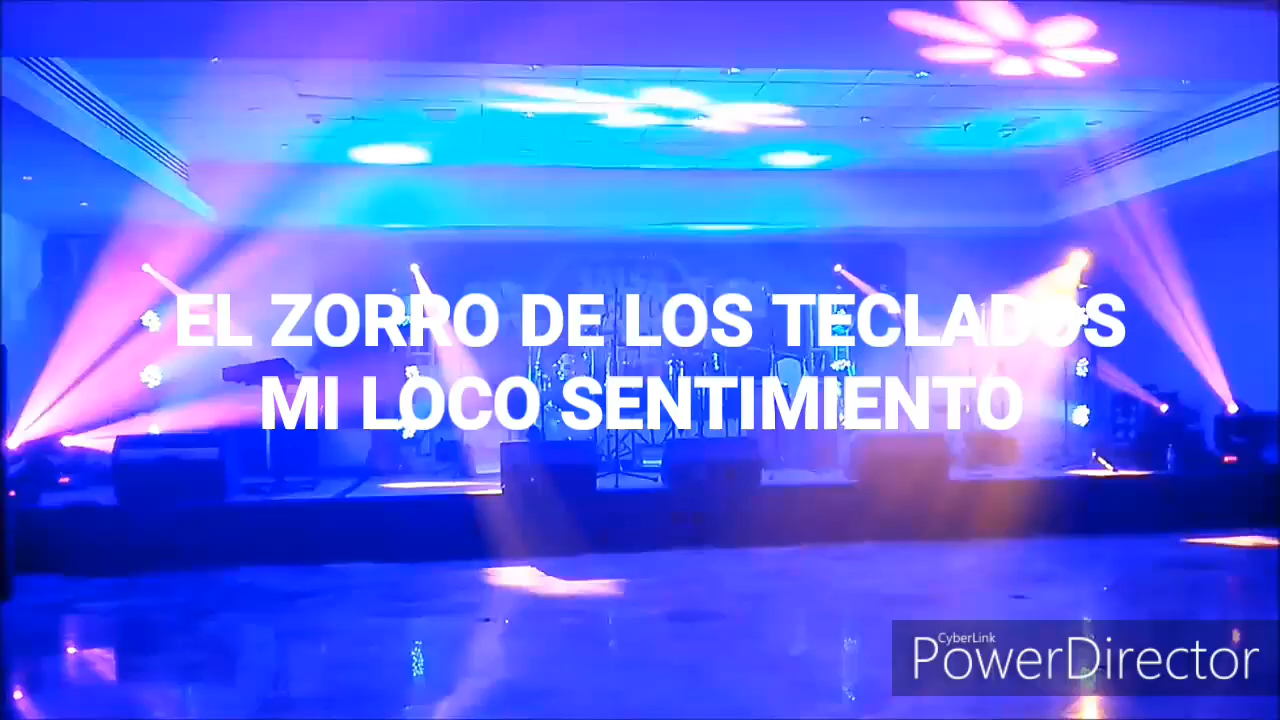 EL ZORRO DE LOS TECLADOS
MI LOCO SENTIMIENTO
CyberLink
PowerDirector